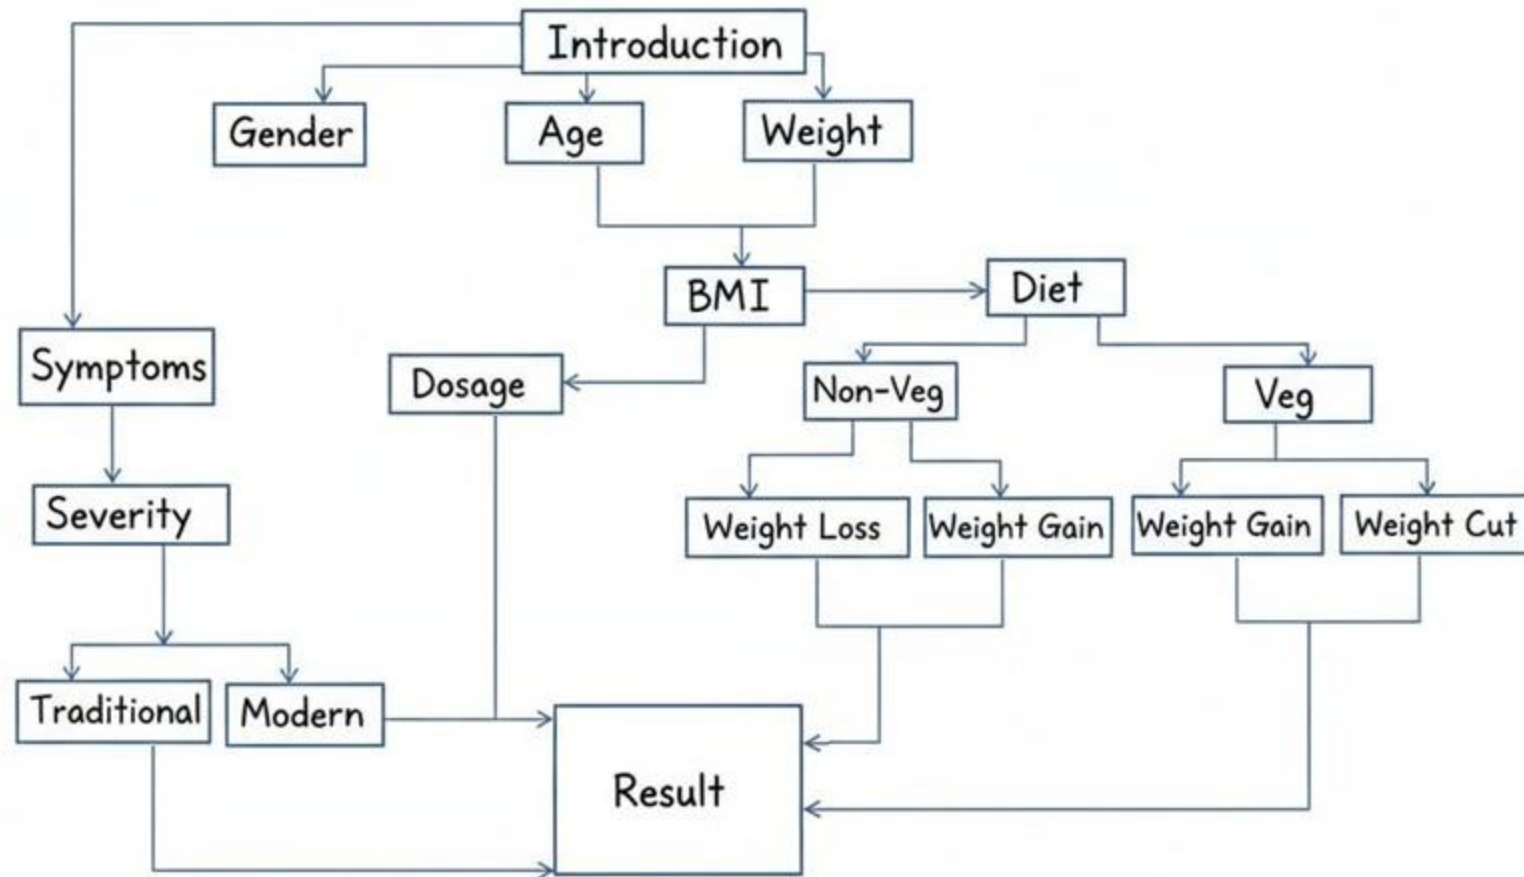 Introduction
Gender
Age
Weight
BMI
Diet
Symptoms
Dosage
Non-Veg
Veg
Severity
Weight Loss
Weight Gain
Weight Gain
Weight Cut
Traditional
Modern
Result